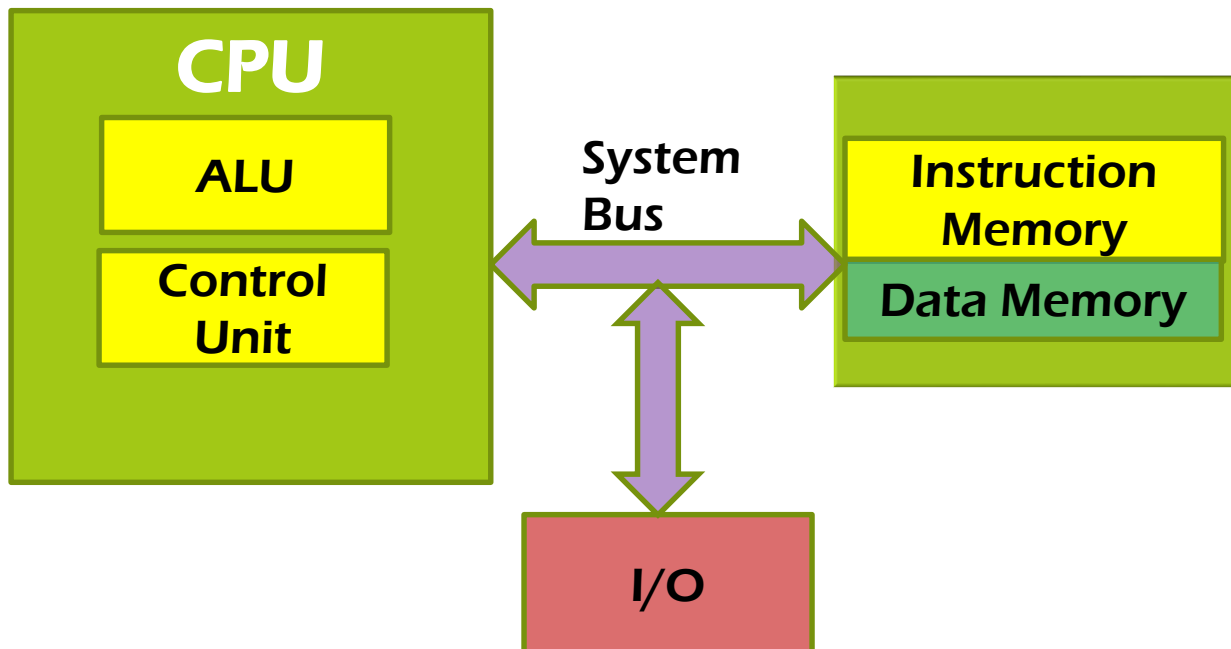 CPU
ALU
Control
Unit
System
Bus
Instruction
Memory
Data Memory
I/O